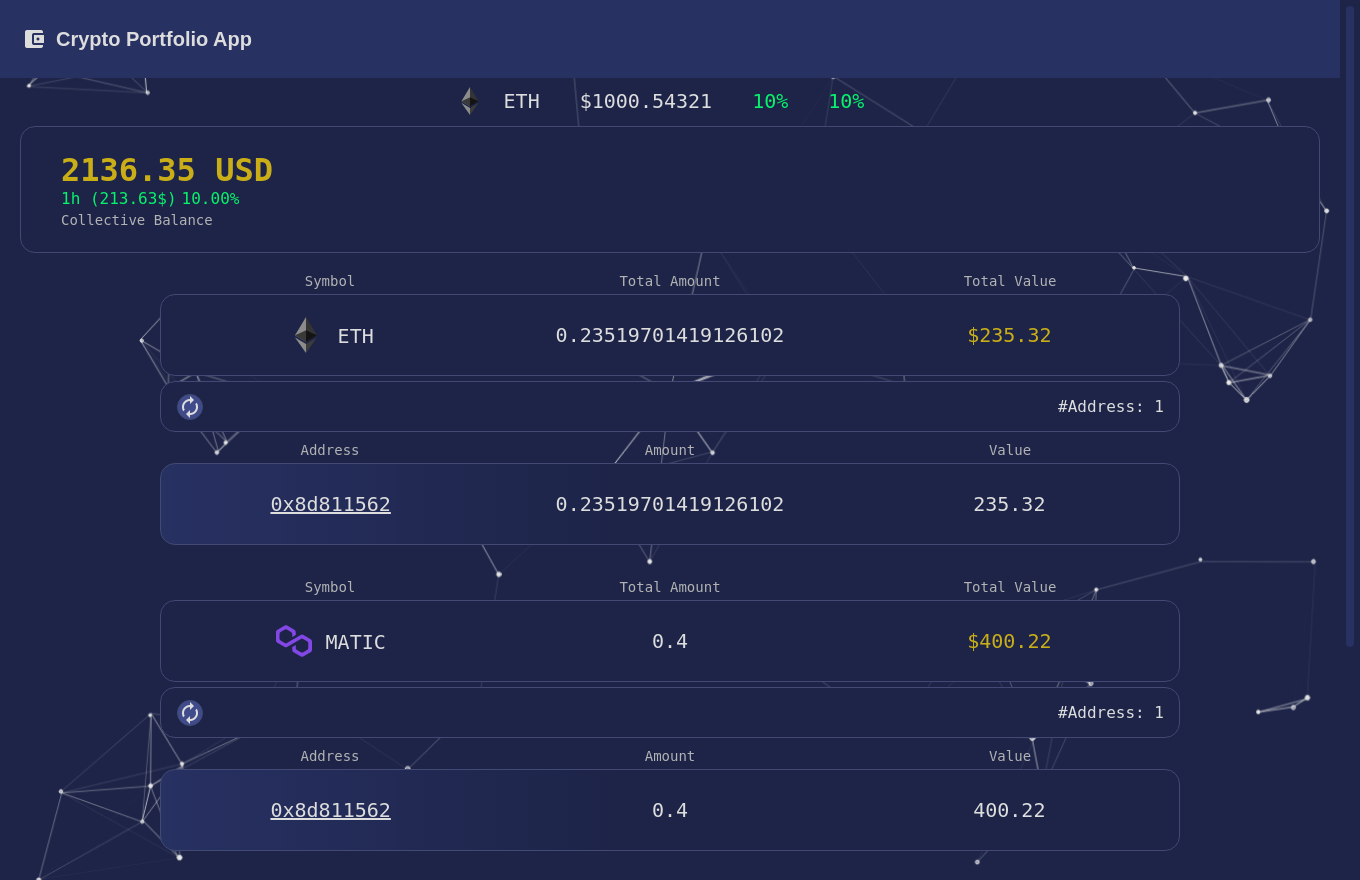 Crypto Portfolio App
ETH $1000.54321 10% 10%
2136.35 USD
1h (213.63$) 10.00%
Collective Balance
Symbol Total Amount Total Value
ETH 0.23519701419126102 $235.32
#Address: 1
Address Amount Value
0x8d811562 0.23519701419126102 235.32
Symbol Total Amount Total Value
MATIC 0.4 $400.22
#Address: 1
Address Amount Value
0x8d811562 0.4 400.22